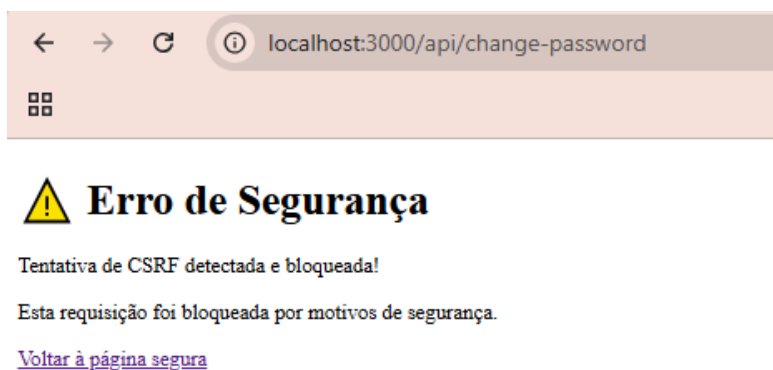 localhost:3000/api/change-password
Erro de Segurança
Tentativa de CSRF detectada e bloqueada!
Esta requisição foi bloqueada por motivos de segurança.
Voltar à página segura